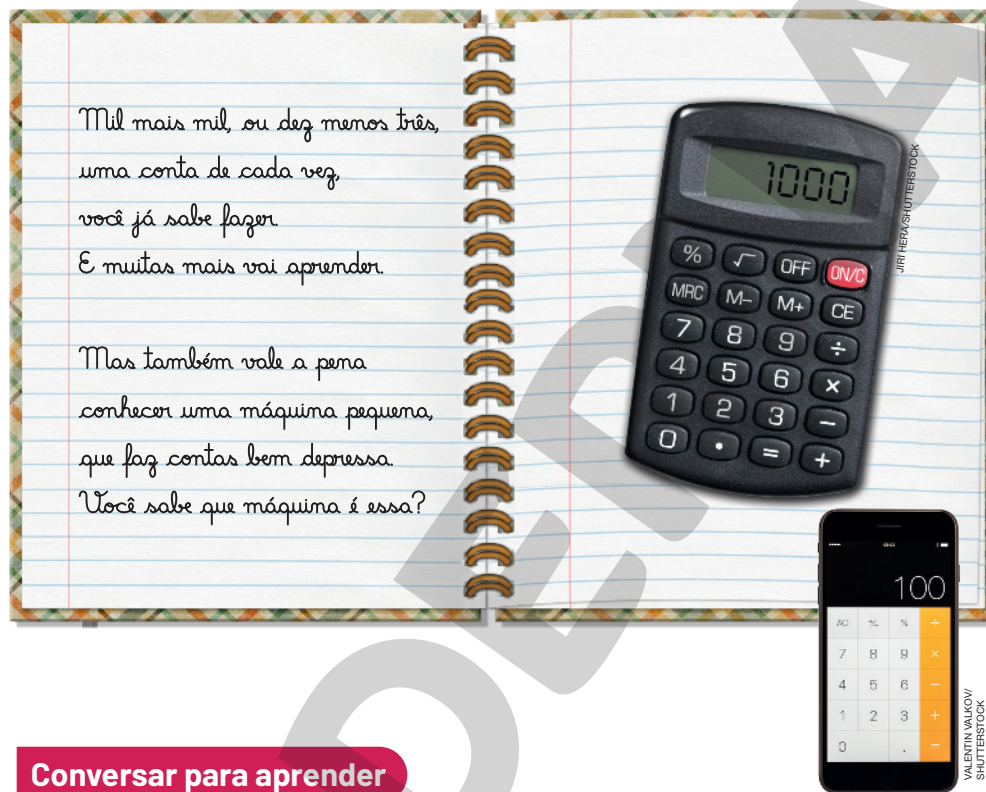 Mil mais mil, ou dez menos três,
uma conta de cada vez,
você já sabe fazer.
E muitas mais vai aprender.
Mas também vale a pena
conhecer uma máquina pequena,
que faz contas bem depressa.
Você sabe que máquina é essa?
1000
% √ OFF ON/C
MRC M− M+ CE
7 8 9 ÷
4 5 6 ×
1 2 3 −
0 . = +
JIRI HERA/SHUTTERSTOCK
100
AC % ÷
7 8 9 ×
4 5 6 −
1 2 3 +
0 .
VALENTIN VALKOV/
SHUTTERSTOCK
Conversar para aprender